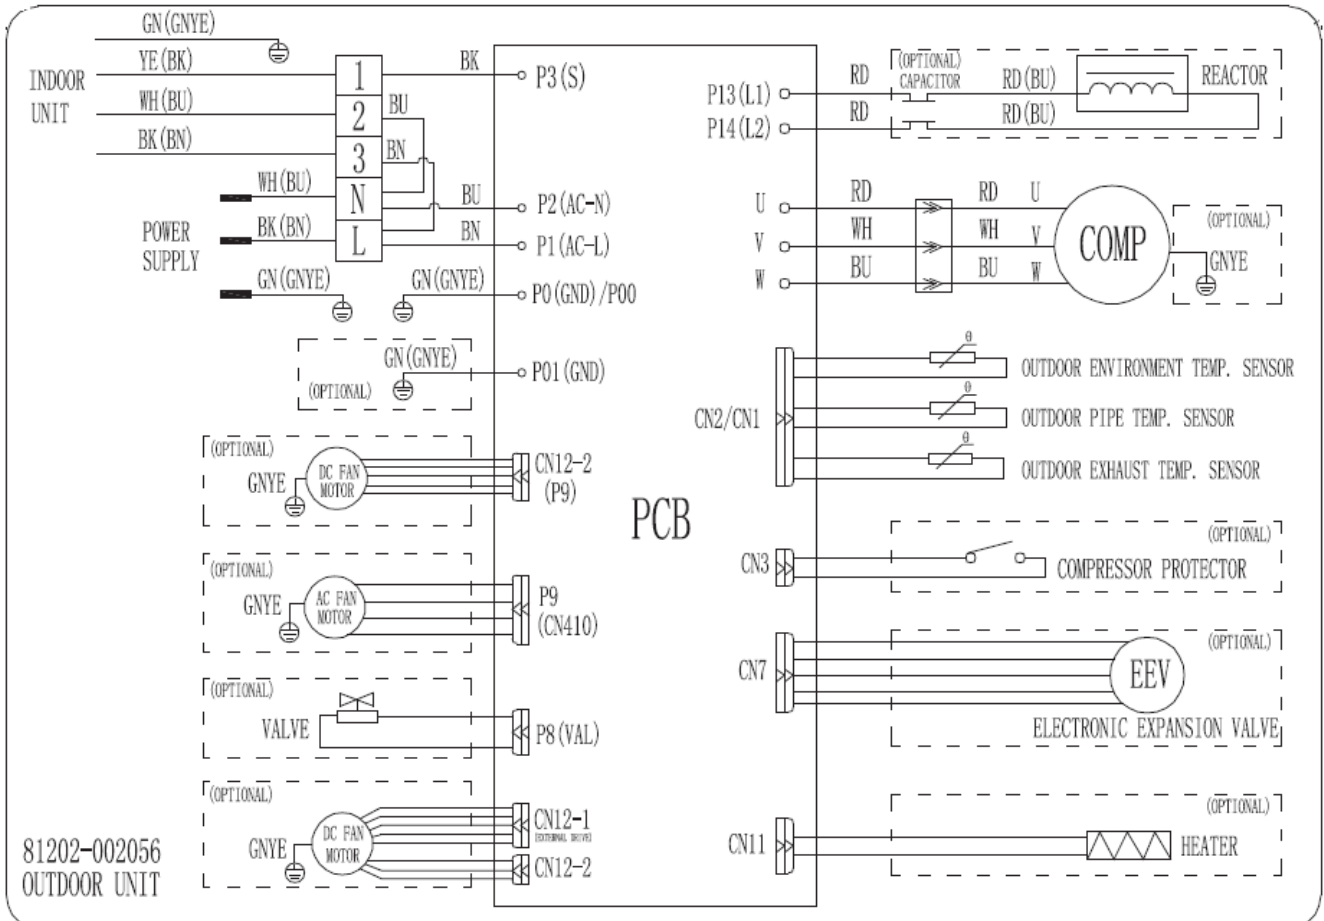 GN(GNYE)
INDOOR
UNIT
YE(BK)
WH(BU)
BK(BN)
1
2
3
N
L
BK
BU
BN
BU
BN
P3(S)
P2(AC-N)
P1(AC-L)
POWER
SUPPLY
WH(BU)
BK(BN)
GN(GNYE)
GN(GNYE)
P0(GND)/P00
GN(GNYE)
(OPTIONAL)
P01(GND)
(OPTIONAL)
GNYE
DC FAN
MOTOR
CN12-2
(P9)
(OPTIONAL)
GNYE
AC FAN
MOTOR
P9
(CN410)
(OPTIONAL)
VALVE
P8(VAL)
(OPTIONAL)
GNYE
DC FAN
MOTOR
CN12-1
(EXTERNAL DRIVE)
CN12-2
81202-002056
OUTDOOR UNIT
PCB
P13(L1)
P14(L2)
RD
RD
(OPTIONAL)
CAPACITOR
RD(BU)
RD(BU)
REACTOR
U
V
W
RD
WH
BU
RD
WH
BU
U
V
W
COMP
(OPTIONAL)
GNYE
CN2/CN1
θ
OUTDOOR ENVIRONMENT TEMP. SENSOR
θ
OUTDOOR PIPE TEMP. SENSOR
θ
OUTDOOR EXHAUST TEMP. SENSOR
CN3
(OPTIONAL)
COMPRESSOR PROTECTOR
CN7
(OPTIONAL)
EEV
ELECTRONIC EXPANSION VALVE
CN11
(OPTIONAL)
HEATER